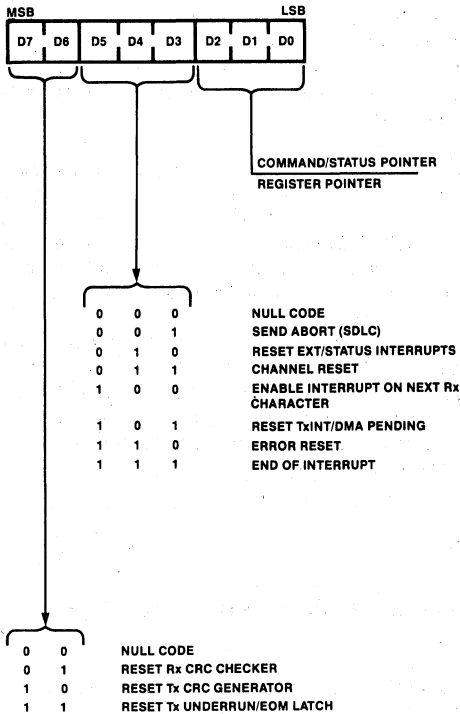 MSB LSB
D7 D6 D5 D4 D3 D2 D1 D0
COMMAND/STATUS POINTER
REGISTER POINTER
0 0 0 NULL CODE
0 0 1 SEND ABORT (SDLC)
0 1 0 RESET EXT/STATUS INTERRUPTS
0 1 1 CHANNEL RESET
1 0 0 ENABLE INTERRUPT ON NEXT Rx
CHARACTER
1 0 1 RESET TxINT/DMA PENDING
1 1 0 ERROR RESET
1 1 1 END OF INTERRUPT
0 0 NULL CODE
0 1 RESET Rx CRC CHECKER
1 0 RESET Tx CRC GENERATOR
1 1 RESET Tx UNDERRUN/EOM LATCH